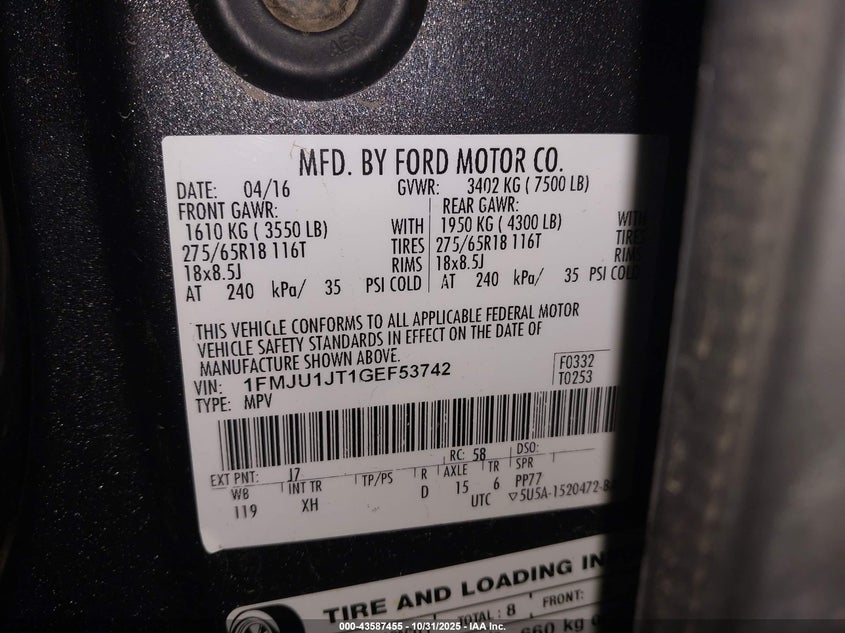 AEK
MFD. BY FORD MOTOR CO.
DATE: 04/16 GVWR: 3402 KG ( 7500 LB)
FRONT GAWR: REAR GAWR:
1610 KG ( 3550 LB) WITH 1950 KG ( 4300 LB) WITH
275/65R18 116T TIRES 275/65R18 116T TIRES
18x8.5J RIMS 18x8.5J RIMS
AT 240 kPa/ 35 PSI COLD AT 240 kPa/ 35 PSI COLD
THIS VEHICLE CONFORMS TO ALL APPLICABLE FEDERAL MOTOR
VEHICLE SAFETY STANDARDS IN EFFECT ON THE DATE OF
MANUFACTURE SHOWN ABOVE.
VIN: 1FMJU1JT1GEF53742 F0332
TYPE: MPV T0253
EXT PNT: J7 RC: 58 DSO:
WB INT TR TP/PS R AXLE TR SPR
119 XH D 15 6 PP77
UTC ▽5U5A-1520472-B
TIRE AND LOADING IN
TOTAL: 8 FRONT:
660 kg
000-43587455 - 10/31/2025 - IAA Inc.